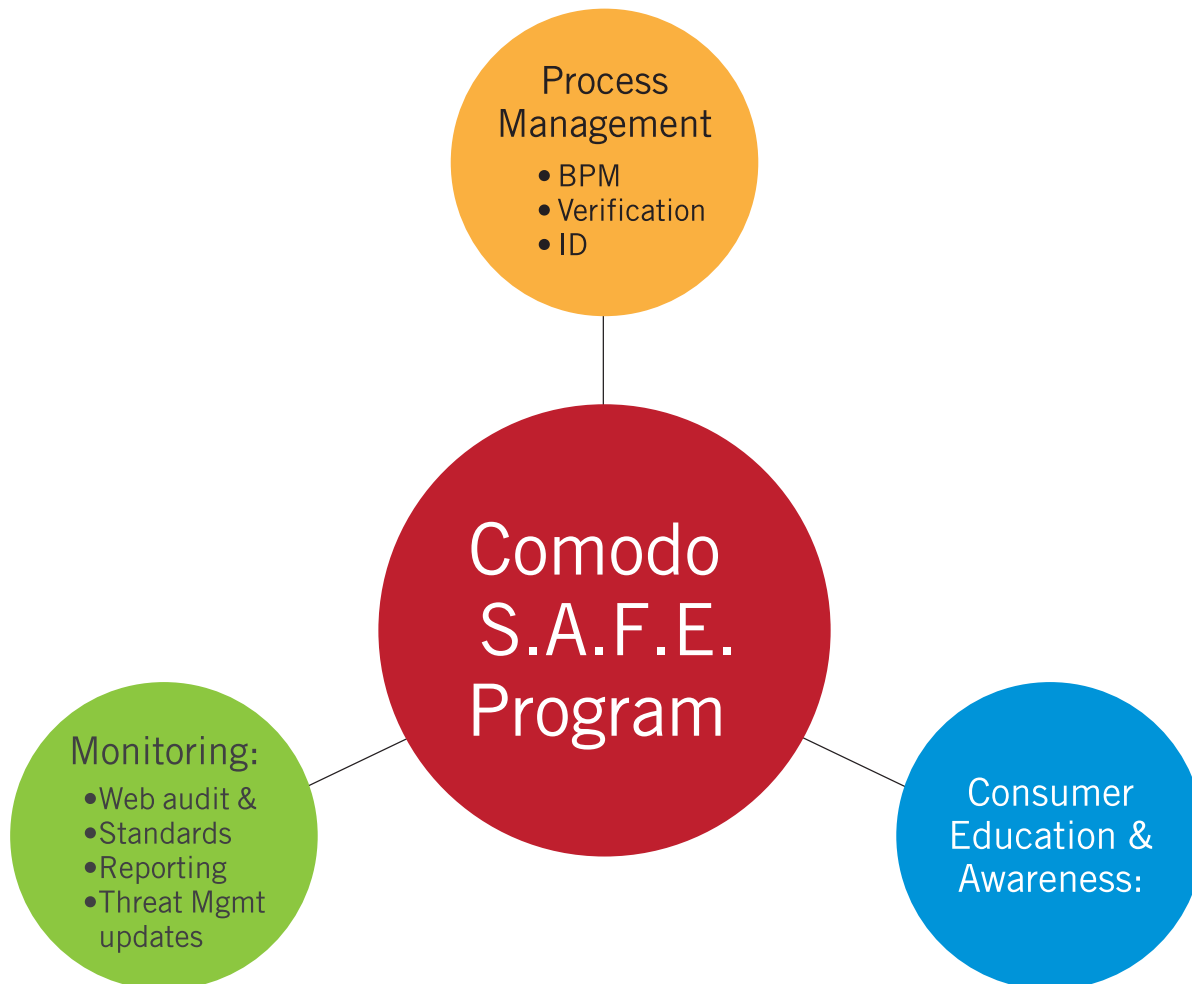 Process
Management
• BPM
• Verification
• ID
Comodo
S.A.F.E.
Program
Monitoring:
•Web audit &
•Standards
•Reporting
•Threat Mgmt
updates
Consumer
Education &
Awareness: